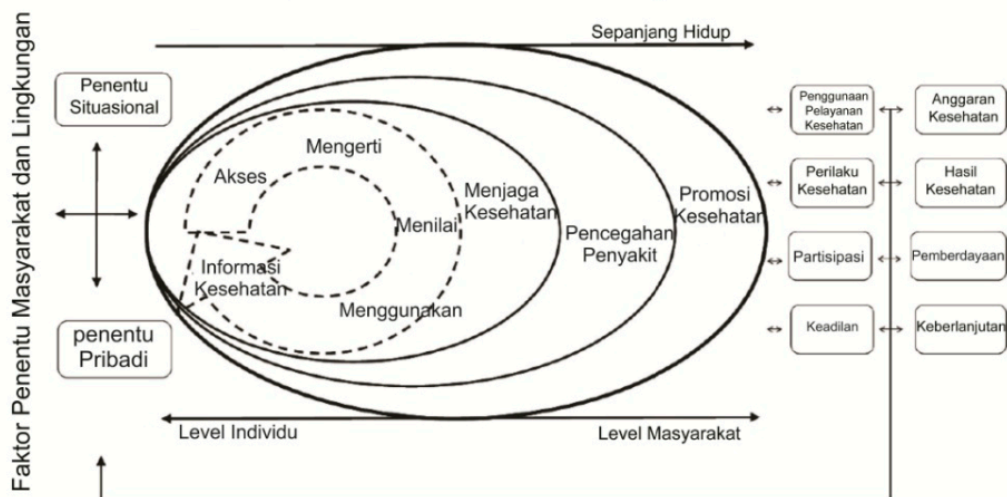 Faktor Penentu Masyarakat dan Lingkungan
Sepanjang Hidup
Penentu
Situasional
penentu
Pribadi
Akses
Mengerti
Menilai
Informasi
Kesehatan
Menggunakan
Menjaga
Kesehatan
Pencegahan
Penyakit
Promosi
Kesehatan
Level Individu
Level Masyarakat
Penggunaan
Pelayanan
Kesehatan
Anggaran
Kesehatan
Perilaku
Kesehatan
Hasil
Kesehatan
Partisipasi
Pemberdayaan
Keadilan
Keberlanjutan